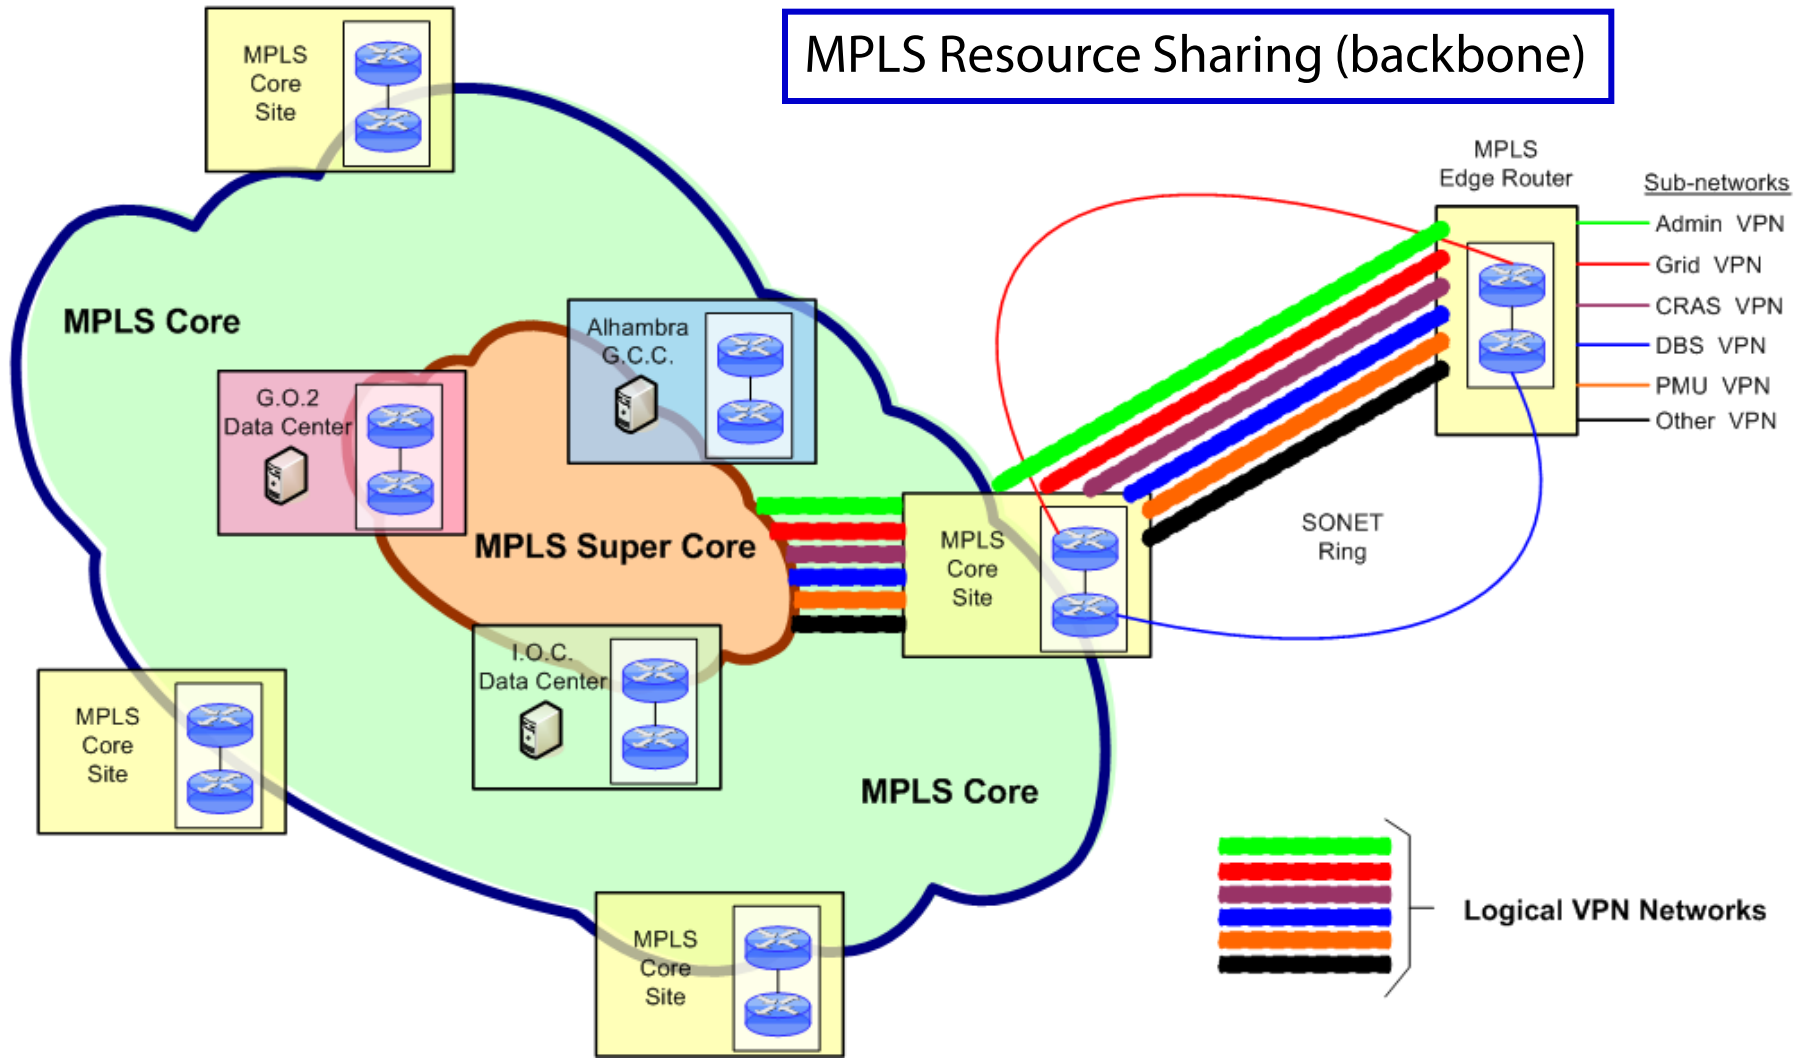 MPLS Resource Sharing (backbone)
MPLS
Core
Site
MPLS
Edge Router
Sub-networks
Admin VPN
Grid VPN
CRAS VPN
DBS VPN
PMU VPN
Other VPN
MPLS Core
Alhambra
G.C.C.
G.O.2
Data Center
MPLS Super Core
SONET
Ring
MPLS
Core
Site
I.O.C.
Data Center
MPLS
Core
Site
MPLS Core
MPLS
Core
Site
Logical VPN Networks